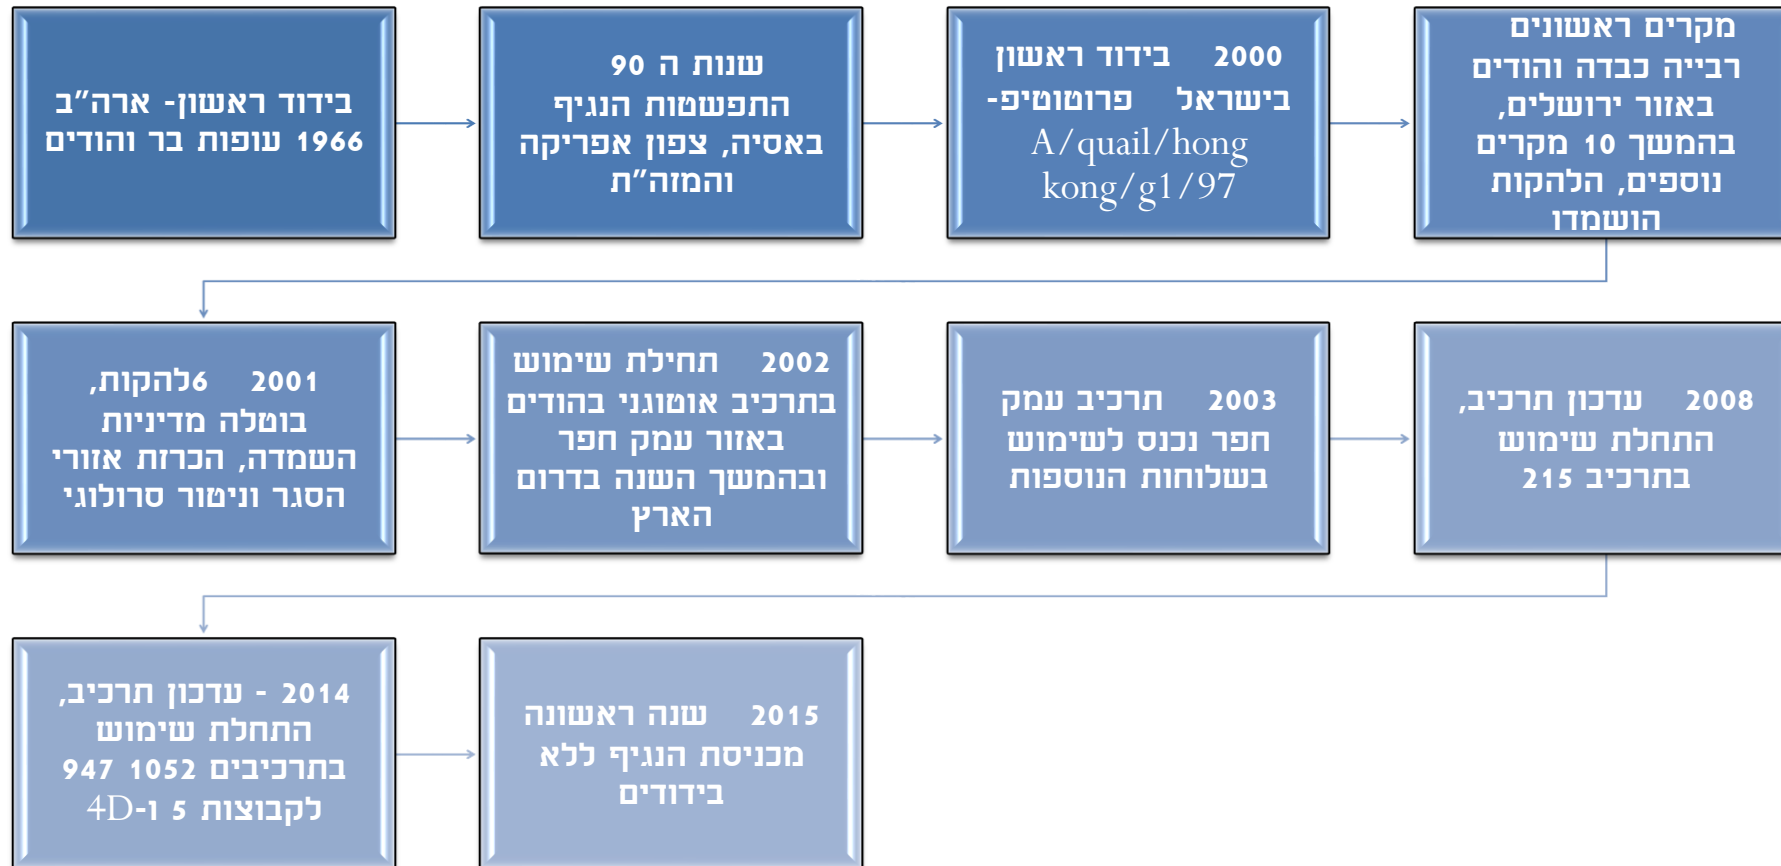 בידוד ראשון- ארה"ב
1966 עופות בר והודים
שנות ה 90
התפשטות הנגיף
באסיה, צפון אפריקה
והמזה"ת
2000 בידוד ראשון
בישראל פרוטוטיפ-
A/quail/hong
kong/g1/97
מקרים ראשונים
רבייה כבדה והודים
באזור ירושלים,
בהמשך 10 מקרים
נוספים, הלהקות
הושמדו
2001 6להקות,
בוטלה מדיניות
השמדה, הכרזת אזורי
הסגר וניטור סרולוגי
2002 תחילת שימוש
בתרכיב אוטוגני בהודים
באזור עמק חפר
ובהמשך השנה בדרום
הארץ
2003 תרכיב עמק
חפר נכנס לשימוש
בשלוחות הנוספות
2008 עדכון תרכיב,
התחלת שימוש
בתרכיב 215
2014 - עדכון תרכיב,
התחלת שימוש
בתרכיבים 1052 947
לקבוצות 5 ו-4D
2015 שנה ראשונה
מכניסת הנגיף ללא
בידודים